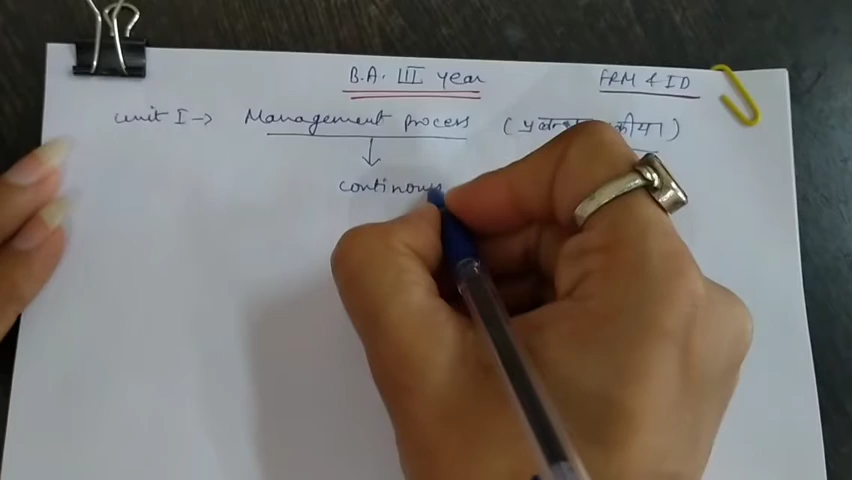 B.A. III year FRM & ID
unit I → Management process (
continous